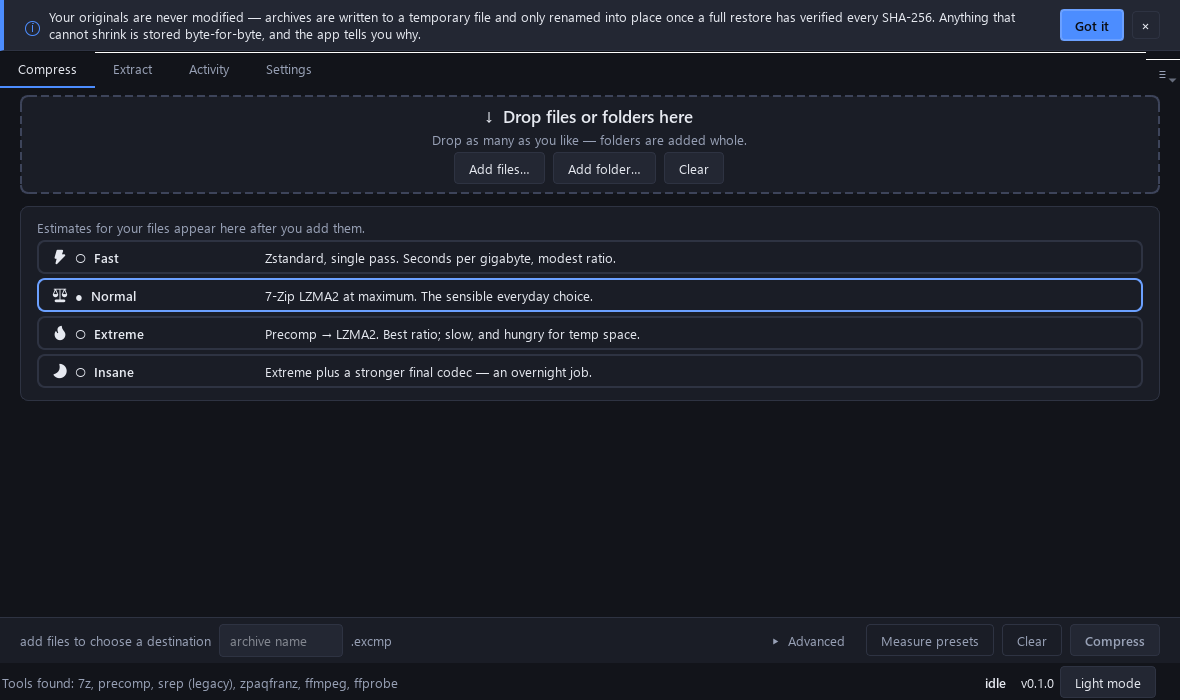 Your originals are never modified — archives are written to a temporary file and only renamed into place once a full restore has verified every SHA-256. Anything that
cannot shrink is stored byte-for-byte, and the app tells you why.
Got it
×
Compress
Extract
Activity
Settings
↓ Drop files or folders here
Drop as many as you like — folders are added whole.
Add files...
Add folder...
Clear
Estimates for your files appear here after you add them.
Fast
Zstandard, single pass. Seconds per gigabyte, modest ratio.
Normal
7-Zip LZMA2 at maximum. The sensible everyday choice.
Extreme
Precomp → LZMA2. Best ratio; slow, and hungry for temp space.
Insane
Extreme plus a stronger final codec — an overnight job.
add files to choose a destination
archive name
.excmp
Advanced
Measure presets
Clear
Compress
Tools found: 7z, precomp, srep (legacy), zpaqfranz, ffmpeg, ffprobe
idle
v0.1.0
Light mode